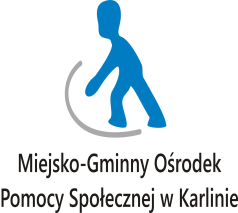 Miejsko-Gminny Ośrodek
Pomocy Społecznej w Karlinie